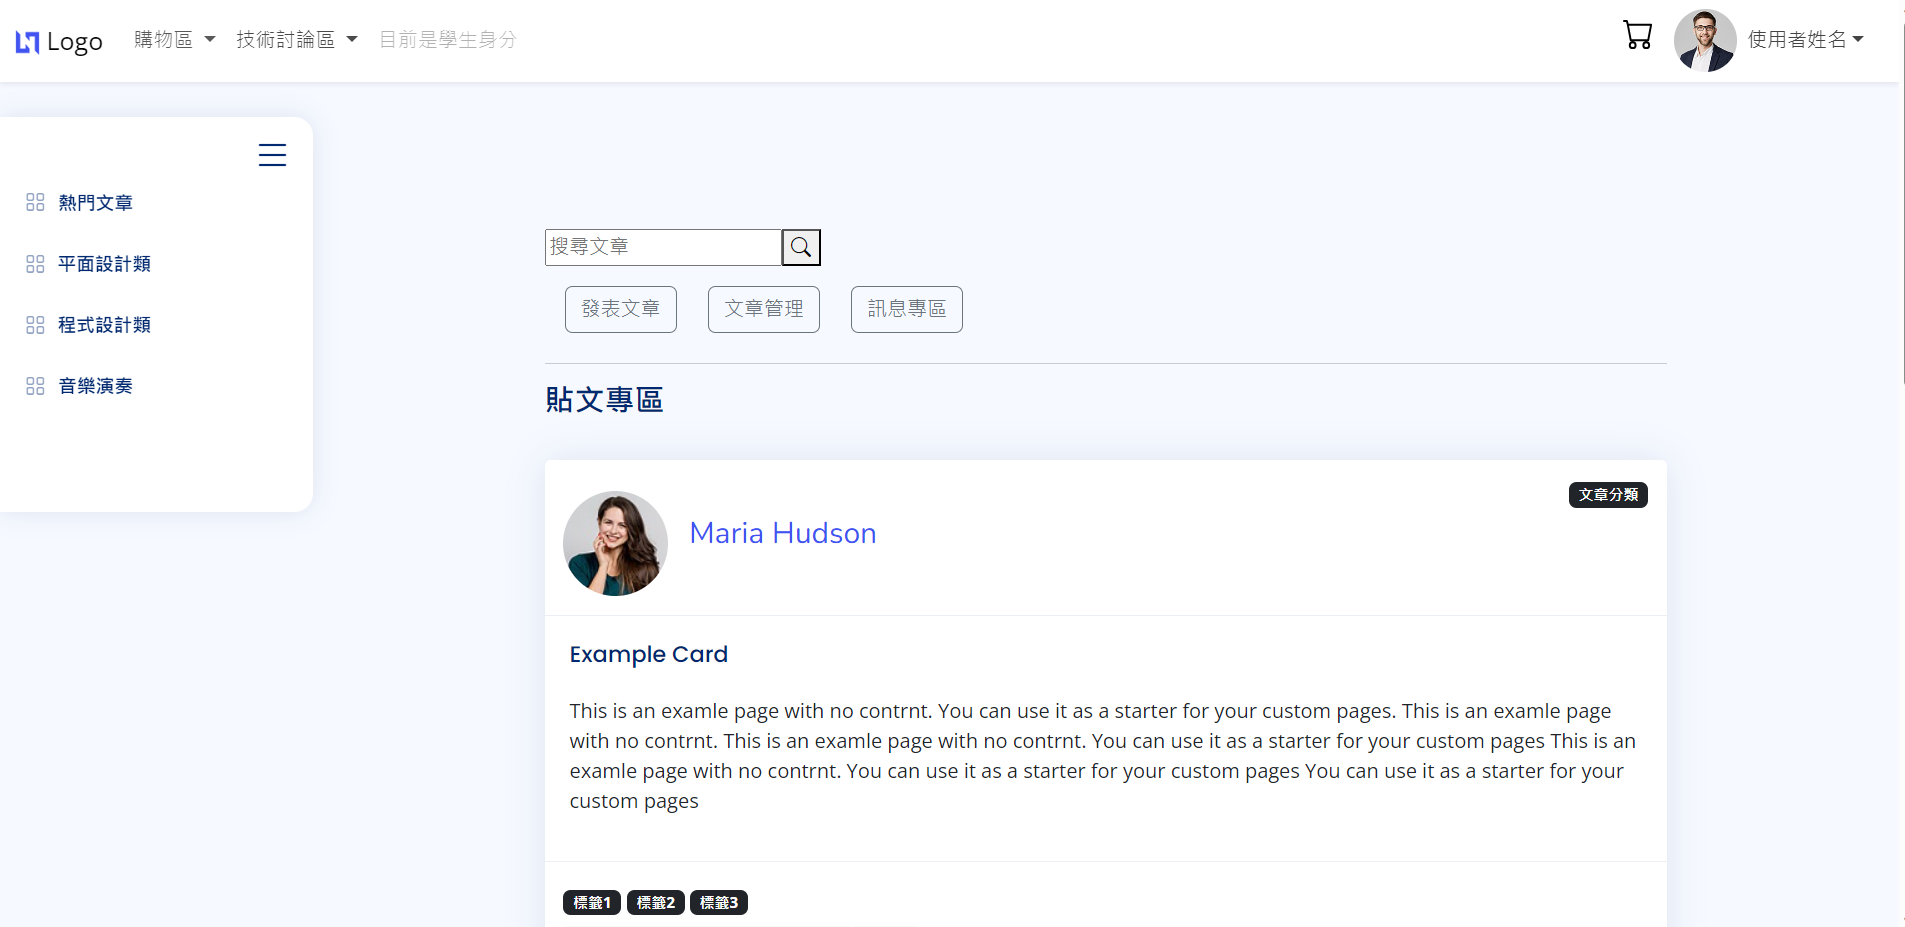 Logo
購物區
技術討論區
目前是學生身分
使用者姓名
熱門文章
平面設計類
程式設計類
音樂演奏
搜尋文章
發表文章
文章管理
訊息專區
貼文專區
文章分類
Maria Hudson
Example Card
This is an examle page with no contrnt. You can use it as a starter for your custom pages. This is an examle page
with no contrnt. This is an examle page with no contrnt. You can use it as a starter for your custom pages This is an
examle page with no contrnt. You can use it as a starter for your custom pages You can use it as a starter for your
custom pages
標籤1
標籤2
標籤3